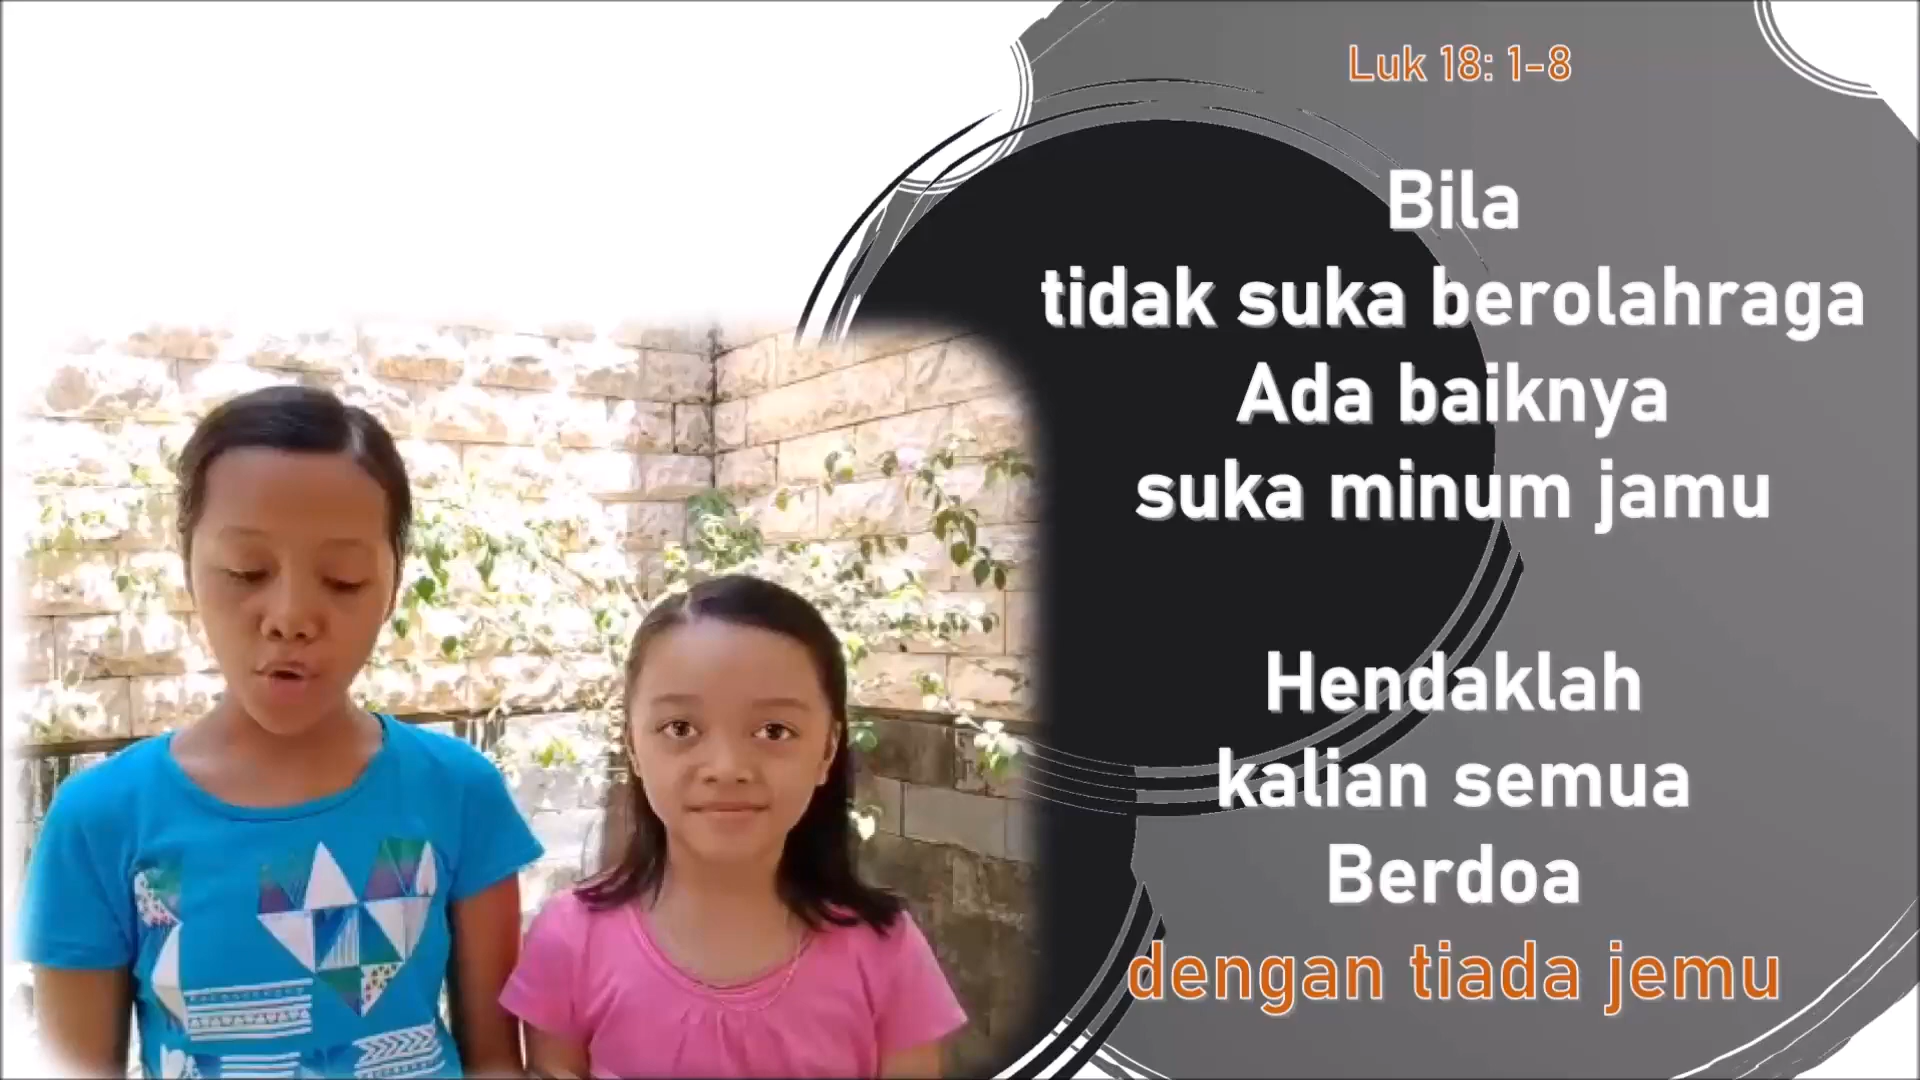 Luk 18: 1-8
Bila
tidak suka berolahraga
Ada baiknya
suka minum jamu
Hendaklah
kalian semua
Berdoa
dengan tiada jemu